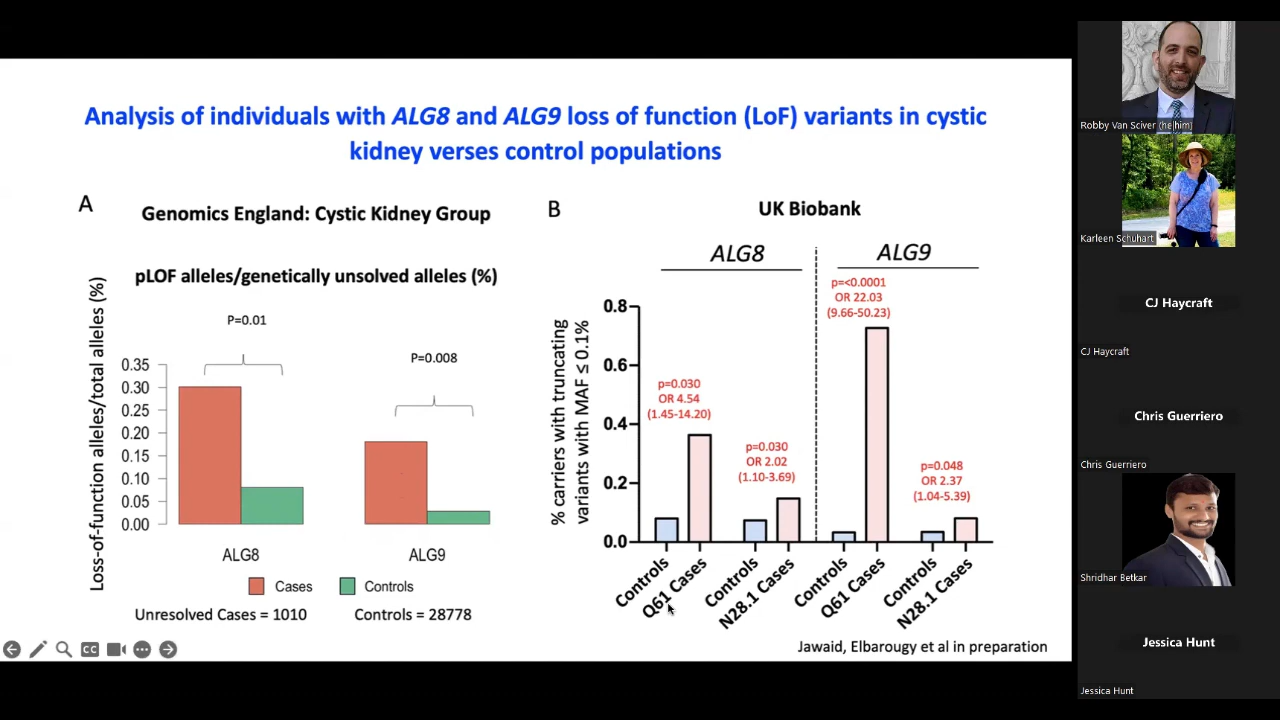 Analysis of individuals with ALG8 and ALG9 loss of function (LoF) variants in cystic
kidney verses control populations
A
Genomics England: Cystic Kidney Group
pLOF alleles/genetically unsolved alleles (%)
Loss-of-function alleles/total alleles (%)
P=0.01
P=0.008
0.35
0.30
0.25
0.20
0.15
0.10
0.05
0.00
ALG8
ALG9
Cases
Controls
Unresolved Cases = 1010
Controls = 28778
B
UK Biobank
ALG8
ALG9
% carriers with truncating
variants with MAF ≤ 0.1%
0.8
0.6
0.4
0.2
0.0
p=0.030
OR 4.54
(1.45-14.20)
p=0.030
OR 2.02
(1.10-3.69)
p=<0.0001
OR 22.03
(9.66-50.23)
p=0.048
OR 2.37
(1.04-5.39)
Controls
Q61 Cases
Controls
N28.1 Cases
Controls
Q61 Cases
Controls
N28.1 Cases
Jawaid, Elbarougy et al in preparation
CC
Robby Van Sciver (he|him)
Karleen Schuhart
CJ Haycraft
CJ Haycraft
Chris Guerriero
Chris Guerriero
Shridhar Betkar
Jessica Hunt
Jessica Hunt